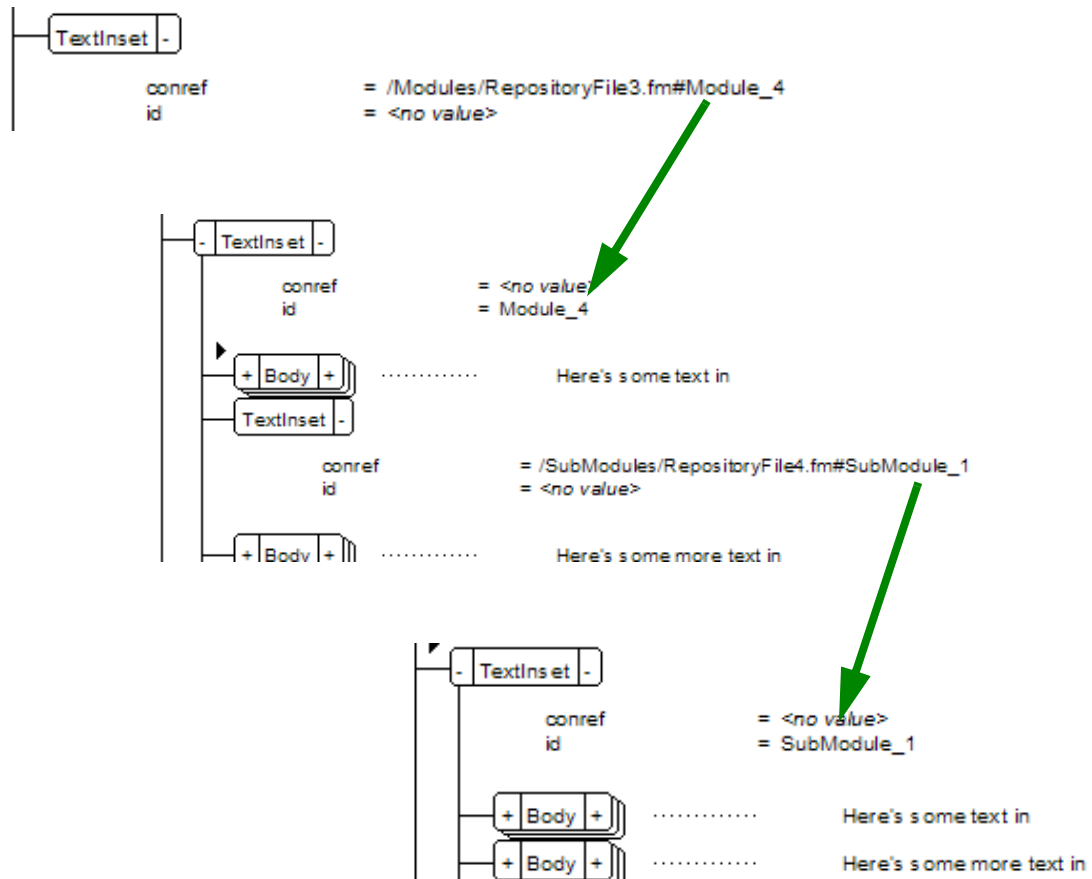 TextInset -
conref = /Modules/RepositoryFile3.fm#Module_4
id = <no value>
- TextInset -
conref = <no value>
id = Module_4
+ Body + ............. Here's some text in
TextInset -
conref = /SubModules/RepositoryFile4.fm#SubModule_1
id = <no value>
+ Body + ............. Here's some more text in
- TextInset -
conref = <no value>
id = SubModule_1
+ Body + ............. Here's some text in
+ Body + ............. Here's some more text in